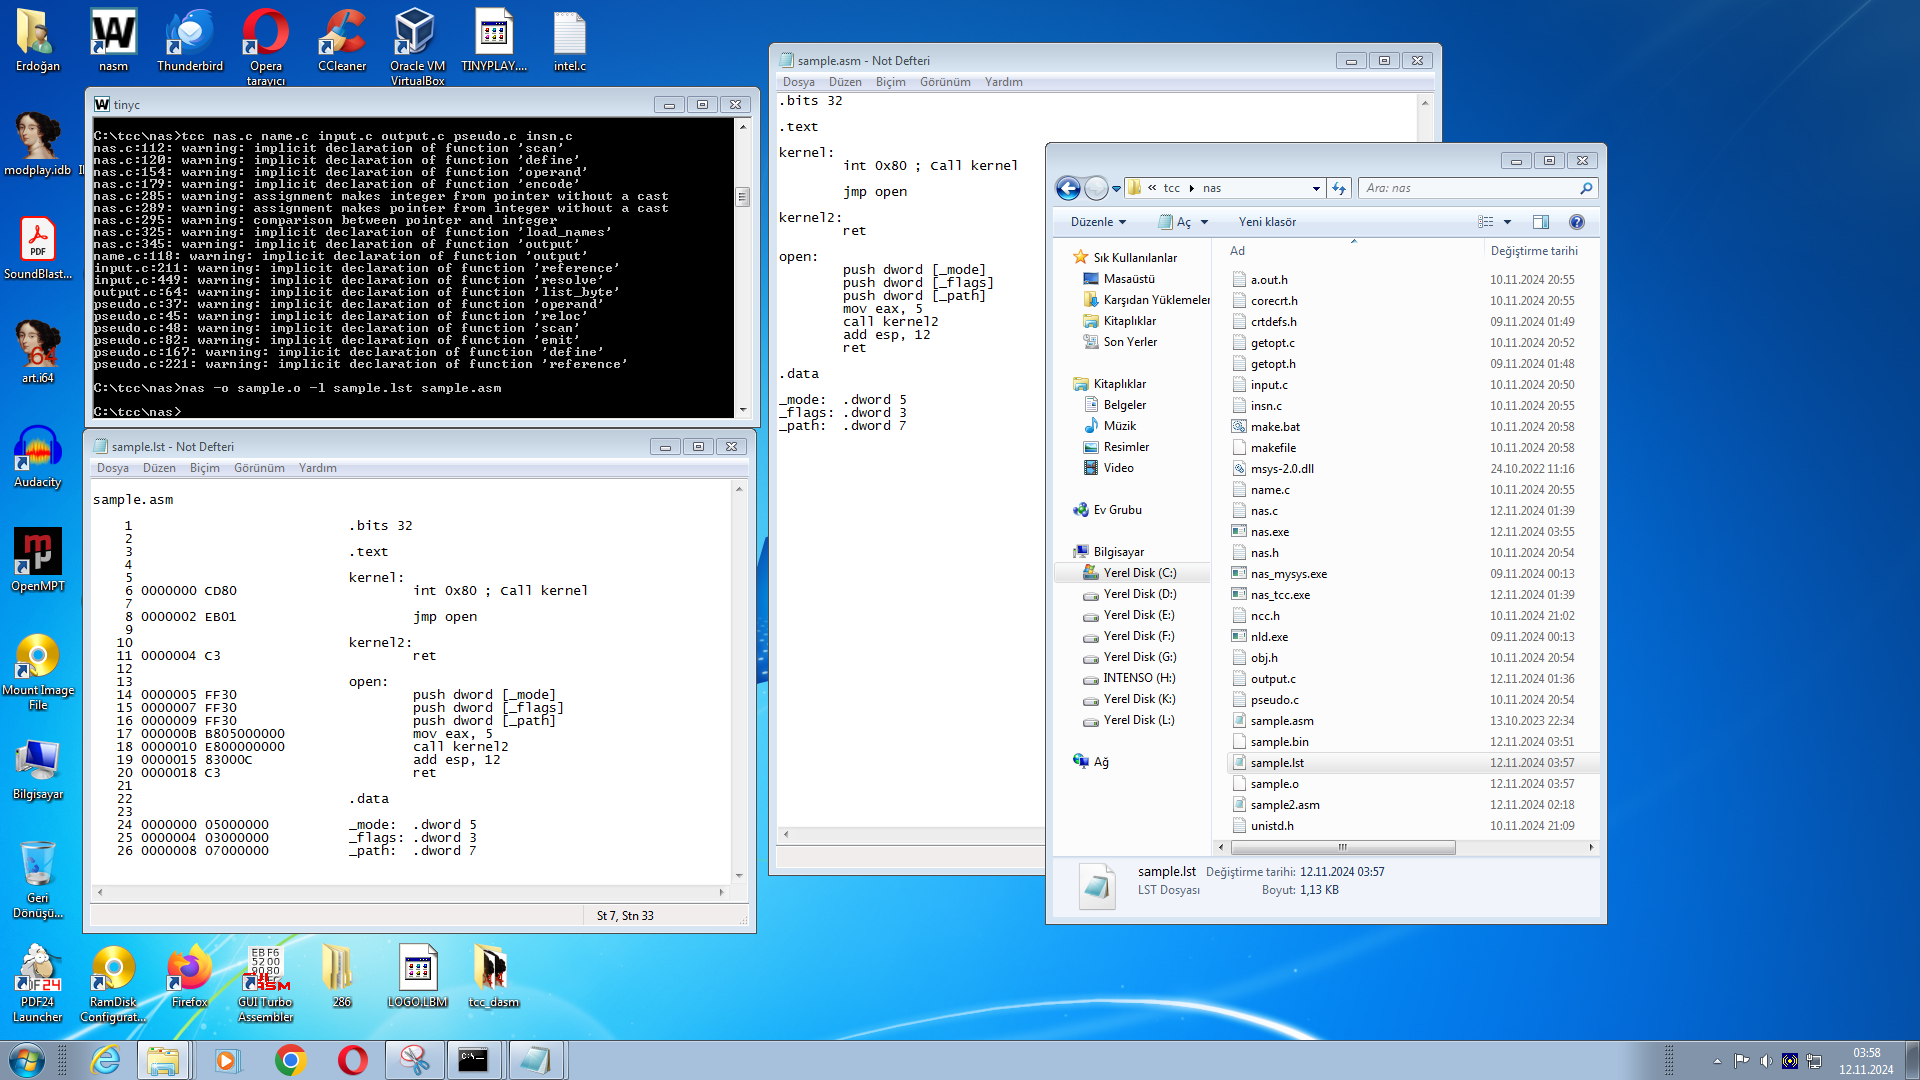 Erdoğan
nasm
Thunderbird
Opera tarayıcı
CCleaner
Oracle VM VirtualBox
TINYPLAY....
intel.c
modplay.idb
PDF
SoundBlast...
64
art.i64
Audacity
OpenMPT
Mount Image File
Bilgisayar
Geri Dönüşü...
PDF24 Launcher
RamDisk Configurat...
Firefox
GUI Turbo Assembler
286
LOGO.LBM
tcc_dasm
tinyc
C:\tcc\nas>tcc nas.c name.c input.c output.c pseudo.c insn.c
nas.c:112: warning: implicit declaration of function 'scan'
nas.c:120: warning: implicit declaration of function 'define'
nas.c:154: warning: implicit declaration of function 'operand'
nas.c:179: warning: implicit declaration of function 'encode'
nas.c:285: warning: assignment makes integer from pointer without a cast
nas.c:289: warning: assignment makes pointer from integer without a cast
nas.c:295: warning: comparison between pointer and integer
nas.c:325: warning: implicit declaration of function 'load_names'
nas.c:345: warning: implicit declaration of function 'output'
name.c:118: warning: implicit declaration of function 'output'
input.c:211: warning: implicit declaration of function 'reference'
input.c:449: warning: implicit declaration of function 'resolve'
output.c:64: warning: implicit declaration of function 'list_byte'
pseudo.c:37: warning: implicit declaration of function 'operand'
pseudo.c:45: warning: implicit declaration of function 'reloc'
pseudo.c:48: warning: implicit declaration of function 'scan'
pseudo.c:82: warning: implicit declaration of function 'emit'
pseudo.c:167: warning: implicit declaration of function 'define'
pseudo.c:221: warning: implicit declaration of function 'reference'
C:\tcc\nas>nas -o sample.o -l sample.lst sample.asm
C:\tcc\nas>
sample.lst - Not Defteri
Dosya Düzen Biçim Görünüm Yardım
sample.asm
1 .bits 32
2
3 .text
4
5 kernel:
6 0000000 CD80 int 0x80 ; Call kernel
7
8 0000002 EB01 jmp open
9
10 kernel2:
11 0000004 C3 ret
12
13 open:
14 0000005 FF30 push dword [_mode]
15 0000007 FF30 push dword [_flags]
16 0000009 FF30 push dword [_path]
17 000000B B805000000 mov eax, 5
18 0000010 E800000000 call kernel2
19 0000015 83000C add esp, 12
20 0000018 C3 ret
21
22 .data
23
24 0000000 05000000 _mode: .dword 5
25 0000004 03000000 _flags: .dword 3
26 0000008 07000000 _path: .dword 7
St 7, Stn 33
sample.asm - Not Defteri
Dosya Düzen Biçim Görünüm Yardım
.bits 32
.text
kernel:
int 0x80 ; Call kernel
jmp open
kernel2:
ret
open:
push dword [_mode]
push dword [_flags]
push dword [_path]
mov eax, 5
call kernel2
add esp, 12
ret
.data
_mode: .dword 5
_flags: .dword 3
_path: .dword 7
« tcc nas
Ara: nas
Düzenle Aç Yeni klasör
Sık Kullanılanlar
Masaüstü
Karşıdan Yüklemeler
Kitaplıklar
Son Yerler
Kitaplıklar
Belgeler
Müzik
Resimler
Video
Ev Grubu
Bilgisayar
Yerel Disk (C:)
Yerel Disk (D:)
Yerel Disk (E:)
Yerel Disk (F:)
Yerel Disk (G:)
INTENSO (H:)
Yerel Disk (K:)
Yerel Disk (L:)
Ağ
Ad Değiştirme tarihi
a.out.h 10.11.2024 20:55
corecrt.h 10.11.2024 20:55
crtdefs.h 09.11.2024 01:49
getopt.c 10.11.2024 20:52
getopt.h 09.11.2024 01:48
input.c 10.11.2024 20:50
insn.c 10.11.2024 20:55
make.bat 10.11.2024 20:58
makefile 10.11.2024 20:58
msys-2.0.dll 24.10.2022 11:16
name.c 10.11.2024 20:55
nas.c 12.11.2024 01:39
nas.exe 12.11.2024 03:55
nas.h 10.11.2024 20:54
nas_mysys.exe 09.11.2024 00:13
nas_tcc.exe 12.11.2024 01:39
ncc.h 10.11.2024 21:02
nld.exe 09.11.2024 00:13
obj.h 10.11.2024 20:54
output.c 12.11.2024 01:36
pseudo.c 10.11.2024 20:54
sample.asm 13.10.2023 22:34
sample.bin 12.11.2024 03:51
sample.lst 12.11.2024 03:57
sample.o 12.11.2024 03:57
sample2.asm 12.11.2024 02:18
unistd.h 10.11.2024 21:09
sample.lst Değiştirme tarihi: 12.11.2024 03:57
LST Dosyası Boyut: 1,13 KB
03:58
12.11.2024